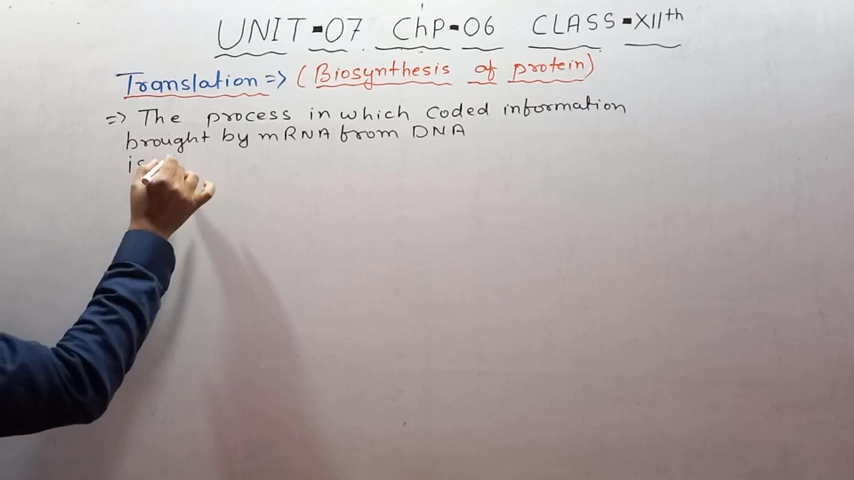 UNIT-07 ChP-06 CLASS-XIIth
Translation => (Biosynthesis of protein)
=> The process in which coded information
brought by mRNA from DNA
is